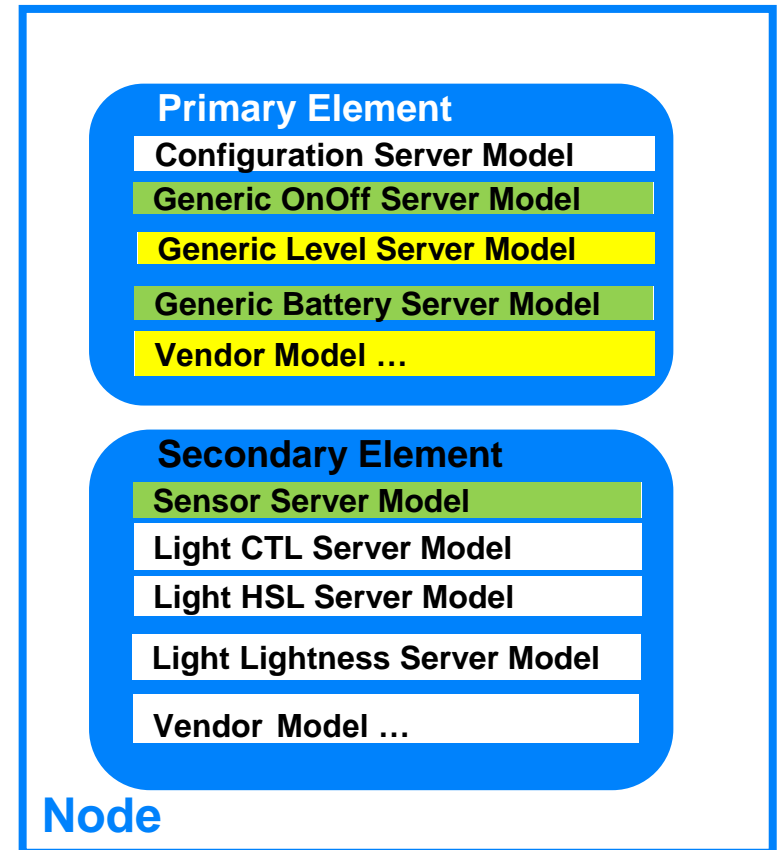 Primary Element
Configuration Server Model
Generic OnOff Server Model
Generic Level Server Model
Generic Battery Server Model
Vendor Model …
Secondary Element
Sensor Server Model
Light CTL Server Model
Light HSL Server Model
Light Lightness Server Model
Vendor Model …
Node